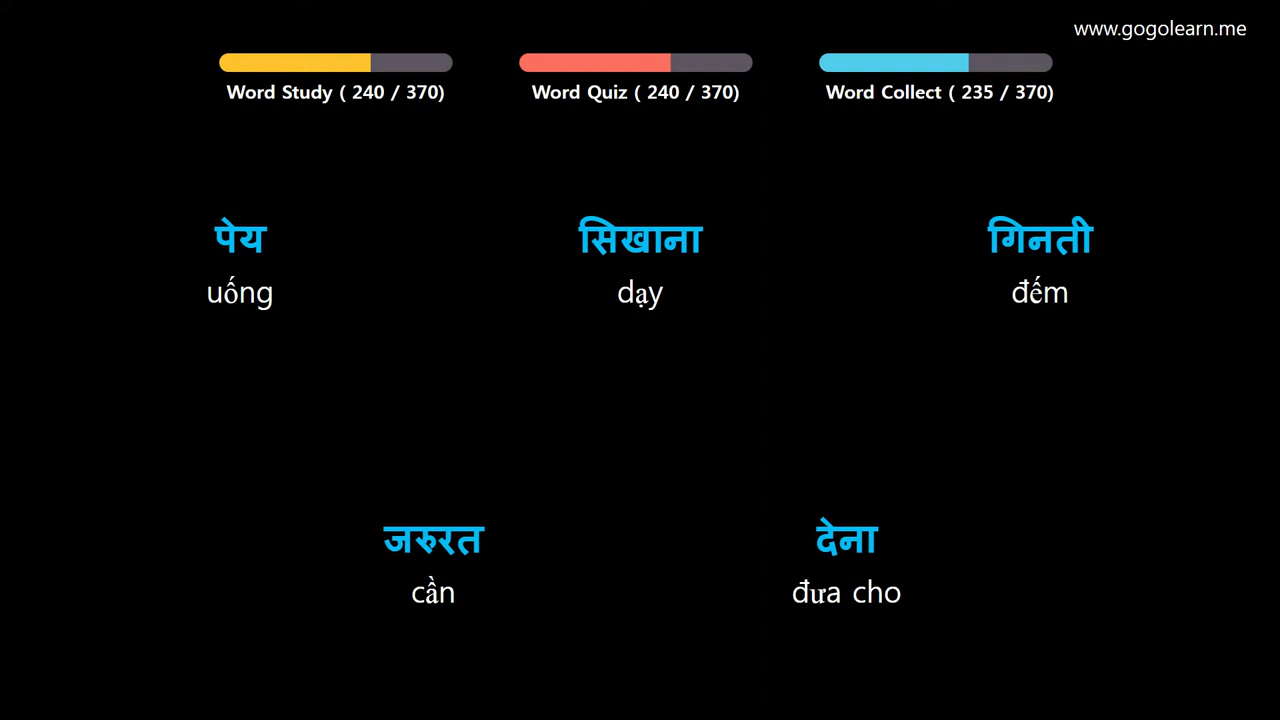 www.gogolearn.me
Word Study ( 240 / 370)
Word Quiz ( 240 / 370)
Word Collect ( 235 / 370)
पेय
सिखाना
गिनती
uống
dạy
đếm
जरुरत
देना
cần
đưa cho